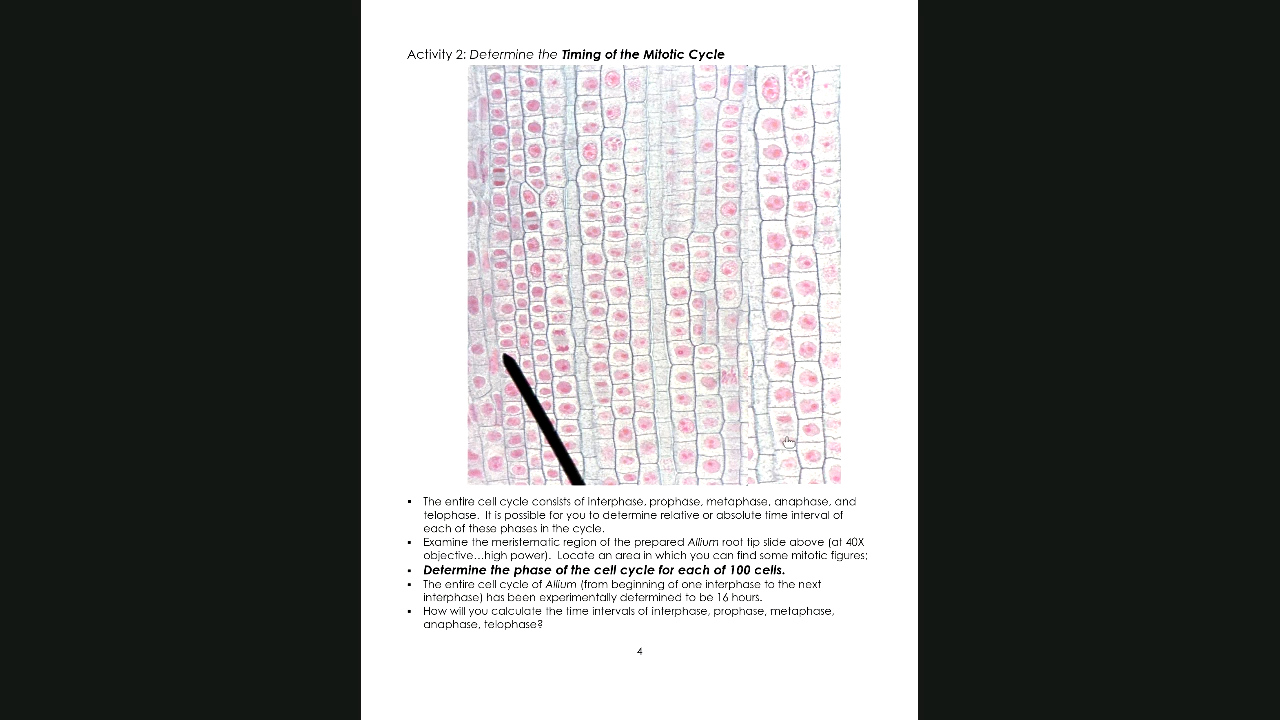 Activity 2: Determine the Timing of the Mitotic Cycle
▪ The entire cell cycle consists of interphase, prophase, metaphase, anaphase, and
telophase. It is possible for you to determine relative or absolute time interval of
each of these phases in the cycle.
▪ Examine the meristematic region of the prepared Allium root tip slide above (at 40X
objective…high power). Locate an area in which you can find some mitotic figures;
▪ Determine the phase of the cell cycle for each of 100 cells.
▪ The entire cell cycle of Allium (from beginning of one interphase to the next
interphase) has been experimentally determined to be 16 hours.
▪ How will you calculate the time intervals of interphase, prophase, metaphase,
anaphase, telophase?
4